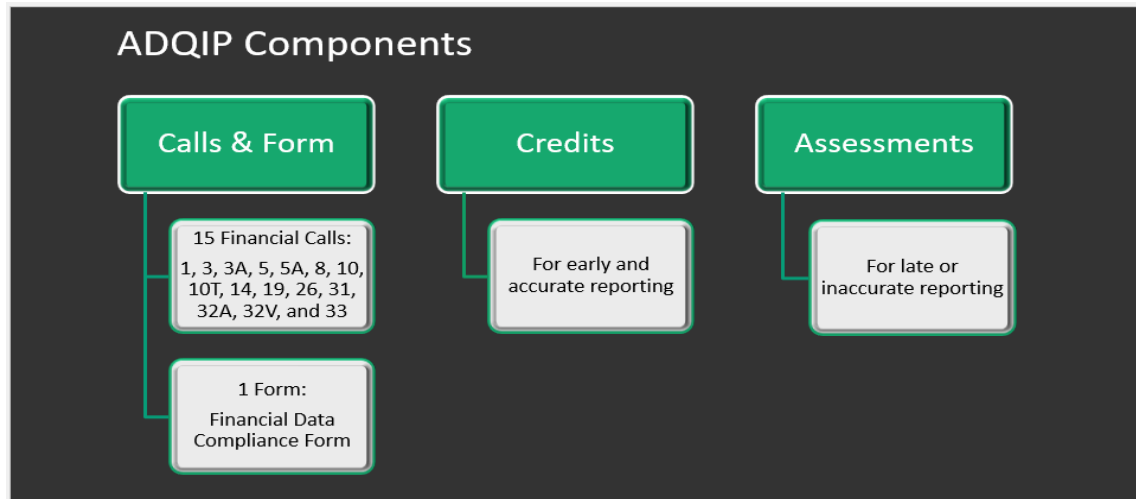 ADQIP Components
Calls & Form
15 Financial Calls:
1, 3, 3A, 5, 5A, 8, 10,
10T, 14, 19, 26, 31,
32A, 32V, and 33
1 Form:
Financial Data
Compliance Form
Credits
For early and
accurate reporting
Assessments
For late or
inaccurate reporting